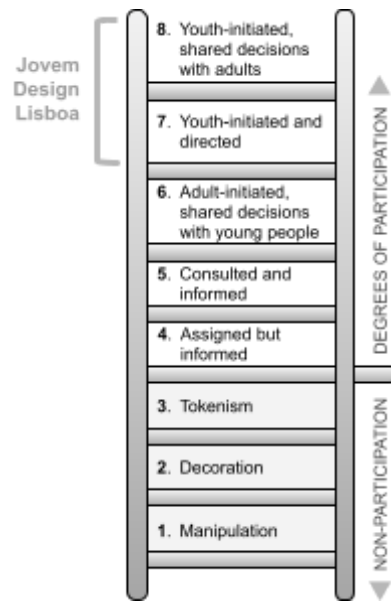 Jovem
Design
Lisboa
8. Youth-initiated,
shared decisions
with adults
7. Youth-initiated and
directed
6. Adult-initiated,
shared decisions
with young people
5. Consulted and
informed
4. Assigned but
informed
3. Tokenism
2. Decoration
1. Manipulation
DEGREES OF PARTICIPATION
NON-PARTICIPATION